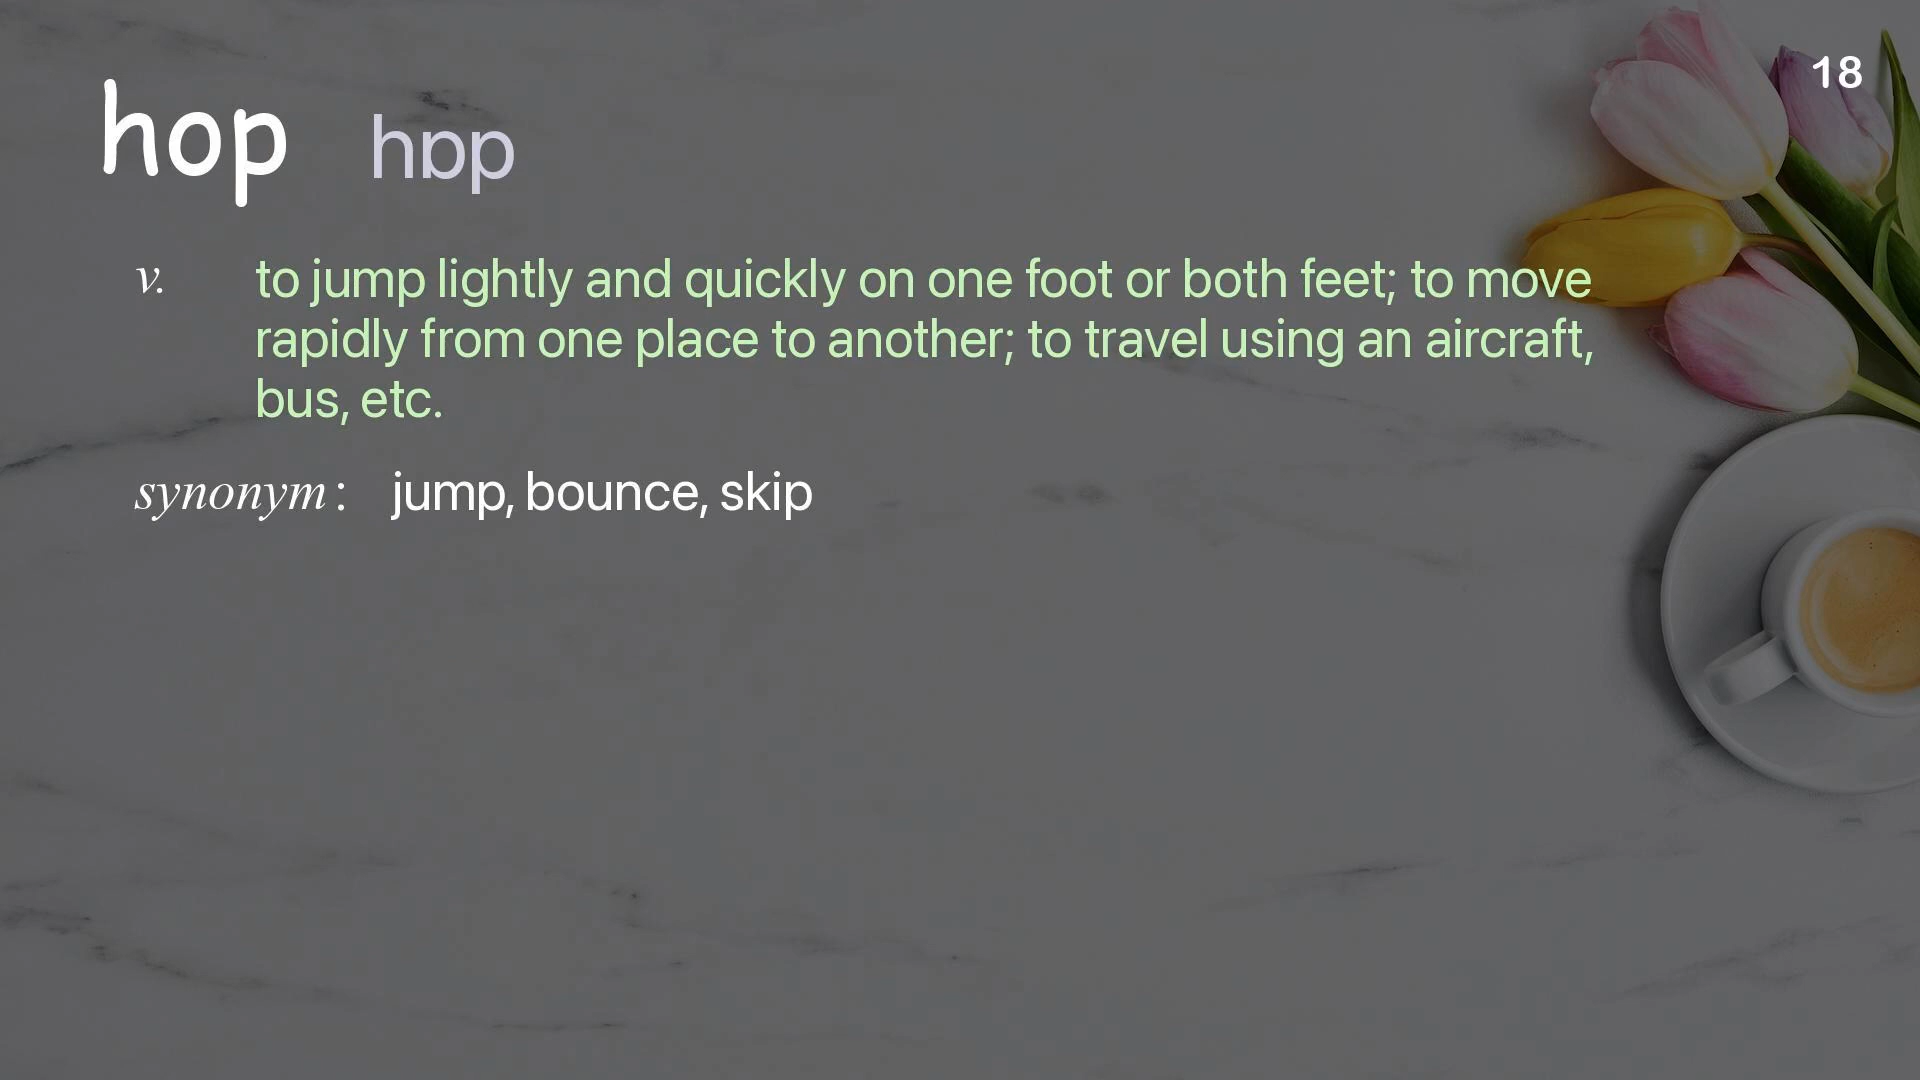 18
hop hɒp
v. to jump lightly and quickly on one foot or both feet; to move
rapidly from one place to another; to travel using an aircraft,
bus, etc.
synonym : jump, bounce, skip